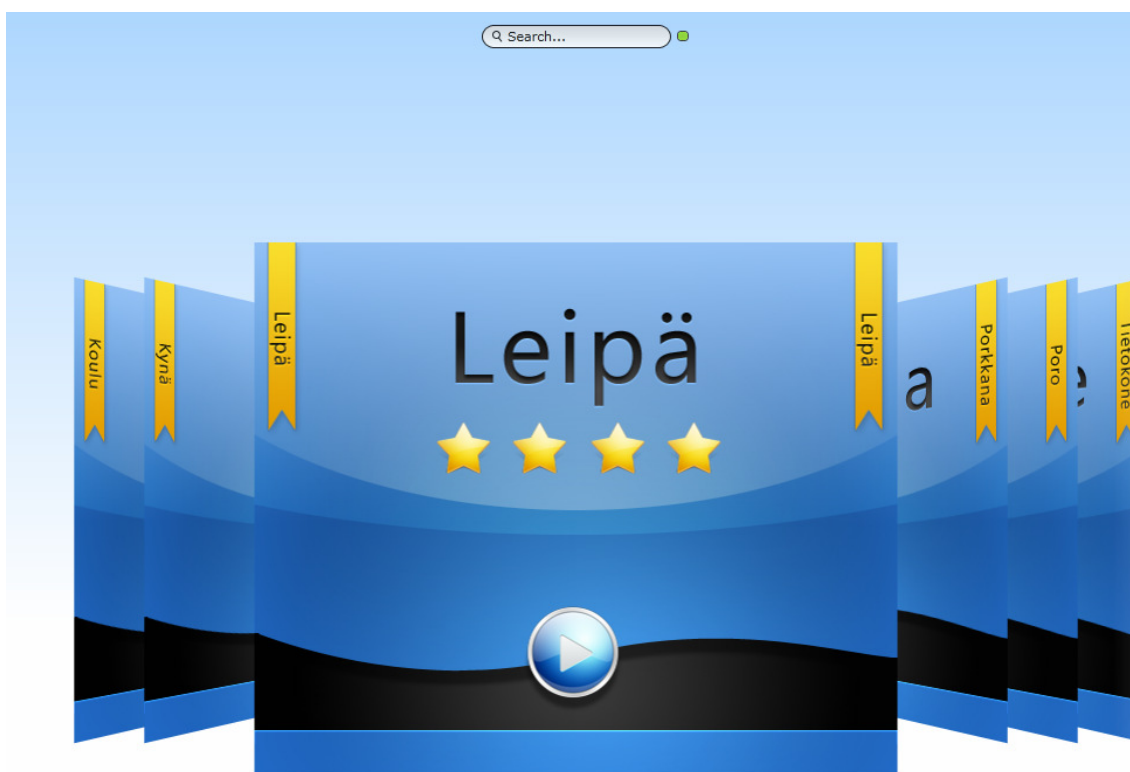 Search...
Koulu
Kynä
Leipä
Leipä
Leipä
a
Porkkana
Poro
e
Tietokone